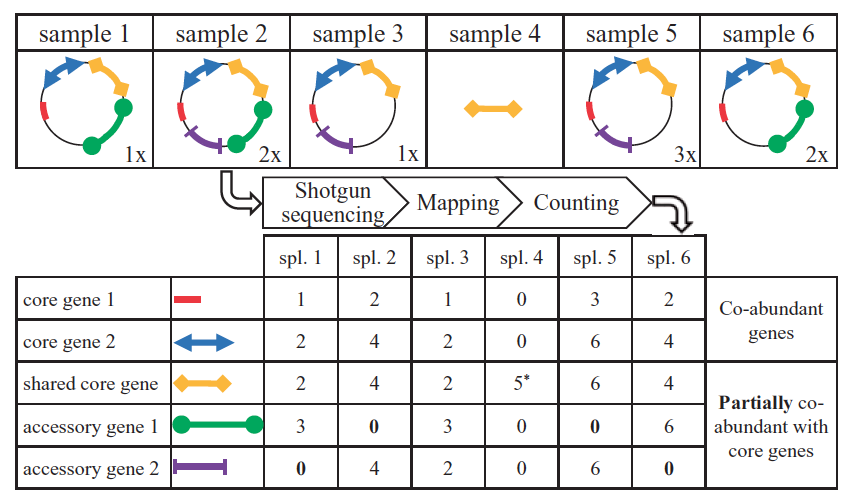 sample 1 sample 2 sample 3 sample 4 sample 5 sample 6
1x 2x 1x 3x 2x
Shotgun
sequencing Mapping Counting
spl. 1 spl. 2 spl. 3 spl. 4 spl. 5 spl. 6
core gene 1 1 2 1 0 3 2
Co-abundant
genes
core gene 2 2 4 2 0 6 4
shared core gene 2 4 2 5* 6 4
accessory gene 1 3 0 3 0 0 6
accessory gene 2 0 4 2 0 6 0
Partially co-
abundant with
core genes